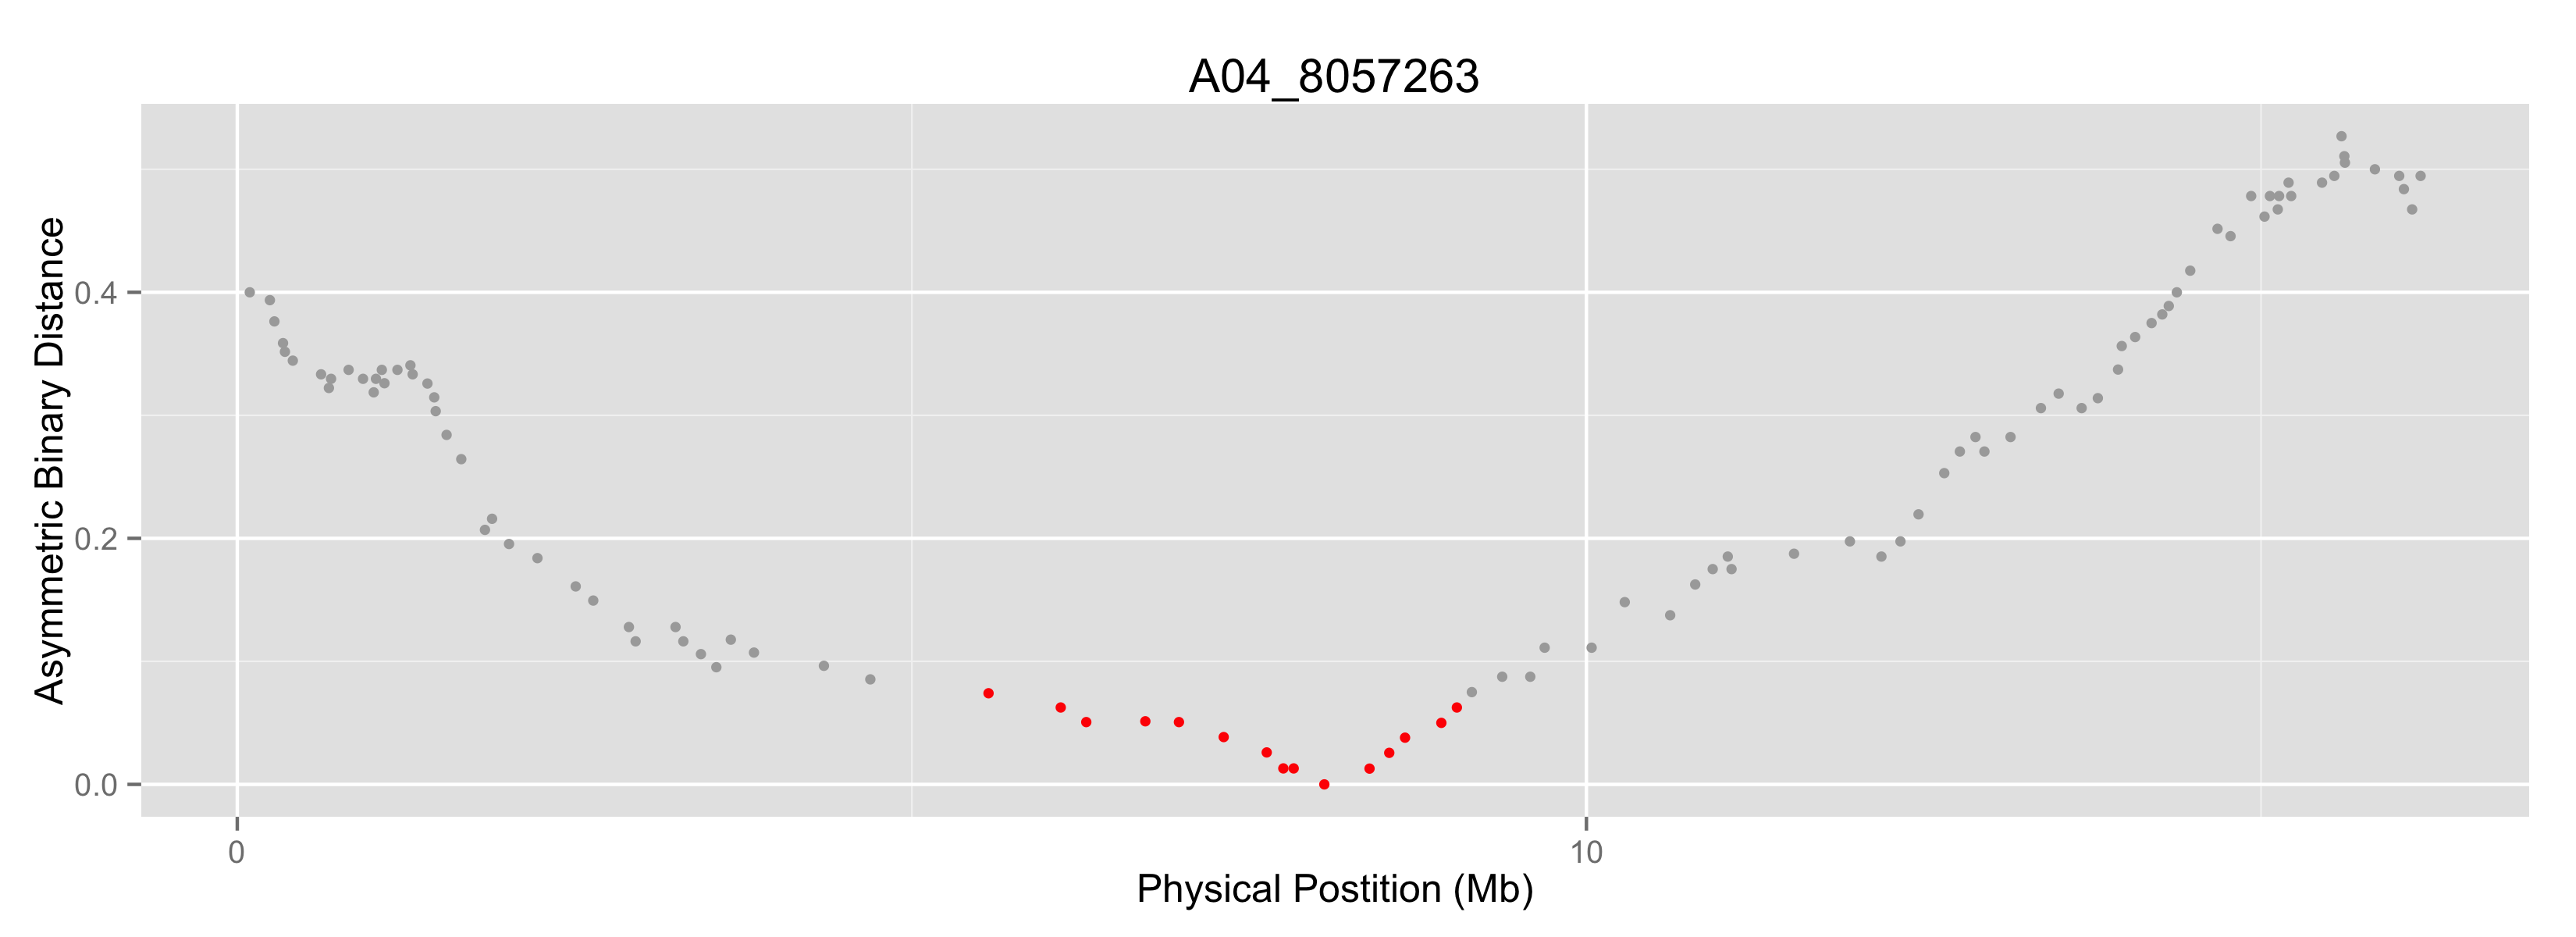 A04_8057263
Asymmetric Binary Distance
0.4
0.2
0.0
0
10
Physical Postition (Mb)